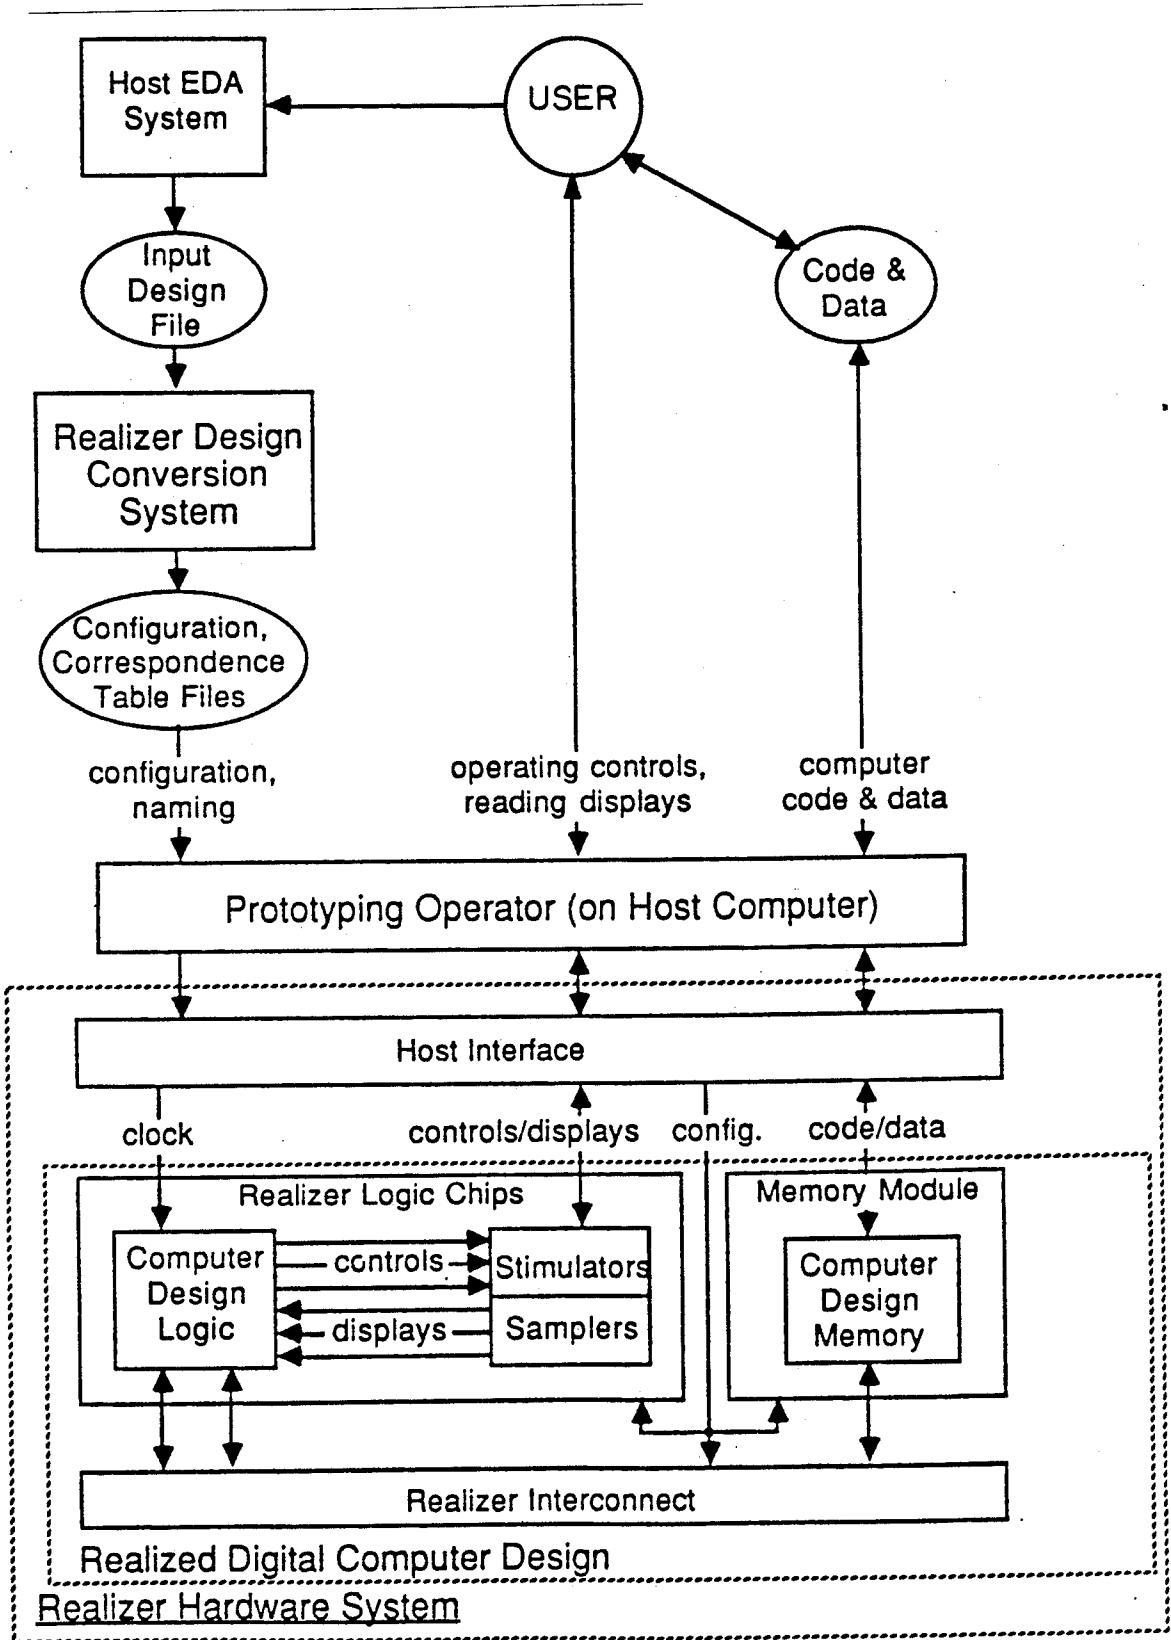 Host EDA
System
USER
Input
Design
File
Code &
Data
Realizer Design
Conversion
System
Configuration,
Correspondence
Table Files
configuration,
naming
operating controls,
reading displays
computer
code & data
Prototyping Operator (on Host Computer)
Host Interface
clock
controls/displays
config.
code/data
Realizer Logic Chips
Memory Module
Computer
Design
Logic
controls
displays
Stimulators
Samplers
Computer
Design
Memory
Realizer Interconnect
Realized Digital Computer Design
Realizer Hardware System